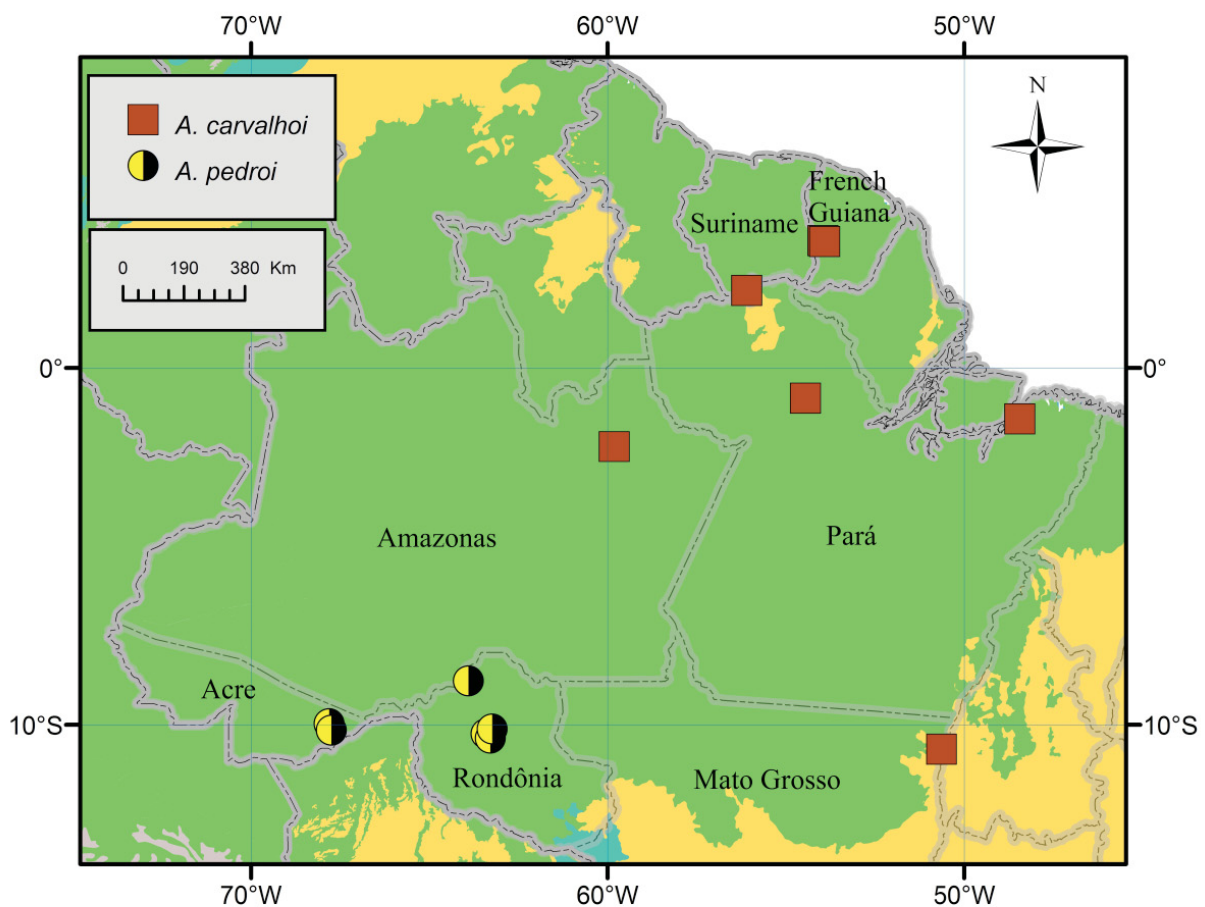 70°W 60°W 50°W
A. carvalhoi
A. pedroi
N
0 190 380 Km
French
Guiana
Suriname
0° 0°
Amazonas
Pará
Acre
10°S 10°S
Rondônia
Mato Grosso
70°W 60°W 50°W